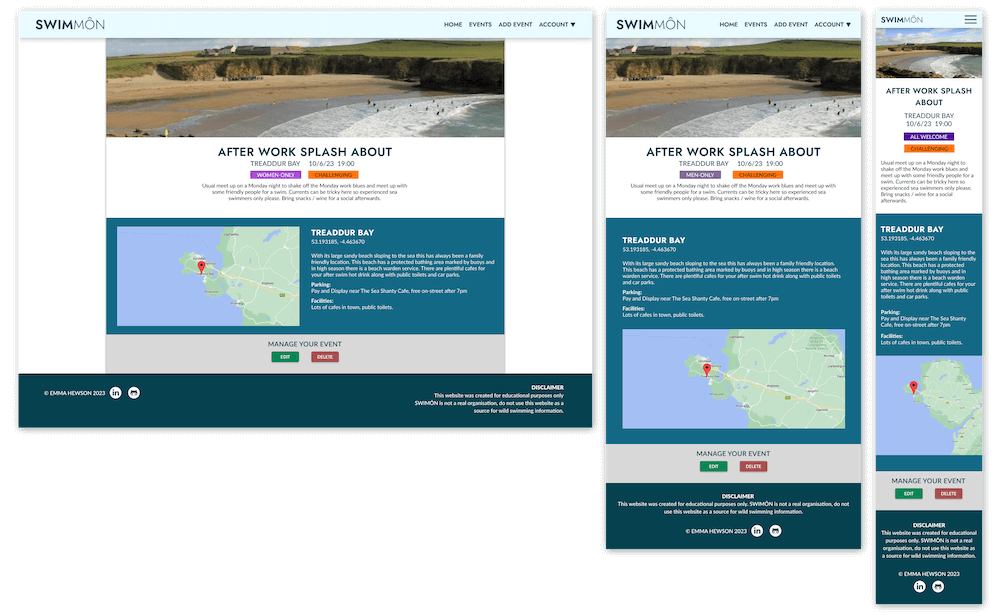 SWIMMÔN
HOME EVENTS ADD EVENT ACCOUNT ▼
AFTER WORK SPLASH ABOUT
TREADDUR BAY 10/6/23 19:00
WOMEN-ONLY CHALLENGING
Usual meet up on a Monday night to shake off the Monday work blues and meet up with
some friendly people for a swim. Currents can be tricky here so experienced sea
swimmers only please. Bring snacks / wine for a social afterwards.
TREADDUR BAY
53.193185, -4.463670
With its large sandy beach sloping to the sea this has always been a family
friendly location. This beach has a protected bathing area marked by buoys and
in high season there is a beach warden service. There are plentiful cafes for
your after swim hot drink along with public toilets and car parks.
Parking:
Pay and Display near The Sea Shanty Cafe, free on-street after 7pm
Facilities:
Lots of cafes in town, public toilets.
MANAGE YOUR EVENT
EDIT DELETE
© EMMA HEWSON 2023
DISCLAIMER
This website was created for educational purposes only
SWIMÔN is not a real organisation, do not use this website as a
source for wild swimming information.
SWIMMÔN
HOME EVENTS ADD EVENT ACCOUNT ▼
AFTER WORK SPLASH ABOUT
TREADDUR BAY 10/6/23 19:00
MEN-ONLY CHALLENGING
Usual meet up on a Monday night to shake off the Monday work blues and meet up with
some friendly people for a swim. Currents can be tricky here so experienced sea
swimmers only please. Bring snacks / wine for a social afterwards.
TREADDUR BAY
53.193185, -4.463670
With its large sandy beach sloping to the sea this has always been a family friendly location.
This beach has a protected bathing area marked by buoys and in high season there is a beach
warden service. There are plentiful cafes for your after swim hot drink along with public toilets
and car parks.
Parking:
Pay and Display near The Sea Shanty Cafe, free on-street after 7pm
Facilities:
Lots of cafes in town, public toilets.
MANAGE YOUR EVENT
EDIT DELETE
DISCLAIMER
This website was created for educational purposes only. SWIMÔN is not a real organisation, do not
use this website as a source for wild swimming information.
© EMMA HEWSON 2023
SWIMMÔN
AFTER WORK SPLASH
ABOUT
TREADDUR BAY
10/6/23 19:00
ALL WELCOME
CHALLENGING
Usual meet up on a Monday night to
shake off the Monday work blues and
meet up with some friendly people for a
swim. Currents can be tricky here so
experienced sea swimmers only please.
Bring snacks / wine for a social
afterwards.
TREADDUR BAY
53.193185, -4.463670
With its large sandy beach sloping to the
sea this has always been a family
friendly location. This beach has a
protected bathing area marked by
buoys and in high season there is a
beach warden service. There are
plentiful cafes for your after swim hot
drink along with public toilets and car
parks.
Parking:
Pay and Display near The Sea Shanty
Cafe, free on-street after 7pm
Facilities:
Lots of cafes in town, public toilets.
MANAGE YOUR EVENT
EDIT DELETE
DISCLAIMER
This website was created for educational
purposes only. SWIMÔN is not a real
organisation, do not use this website as
a source for wild swimming information.
© EMMA HEWSON 2023